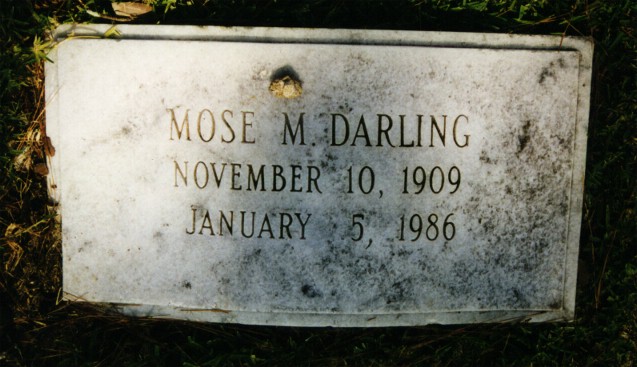 MOSE M. DARLING
NOVEMBER 10, 1909
JANUARY 5, 1986